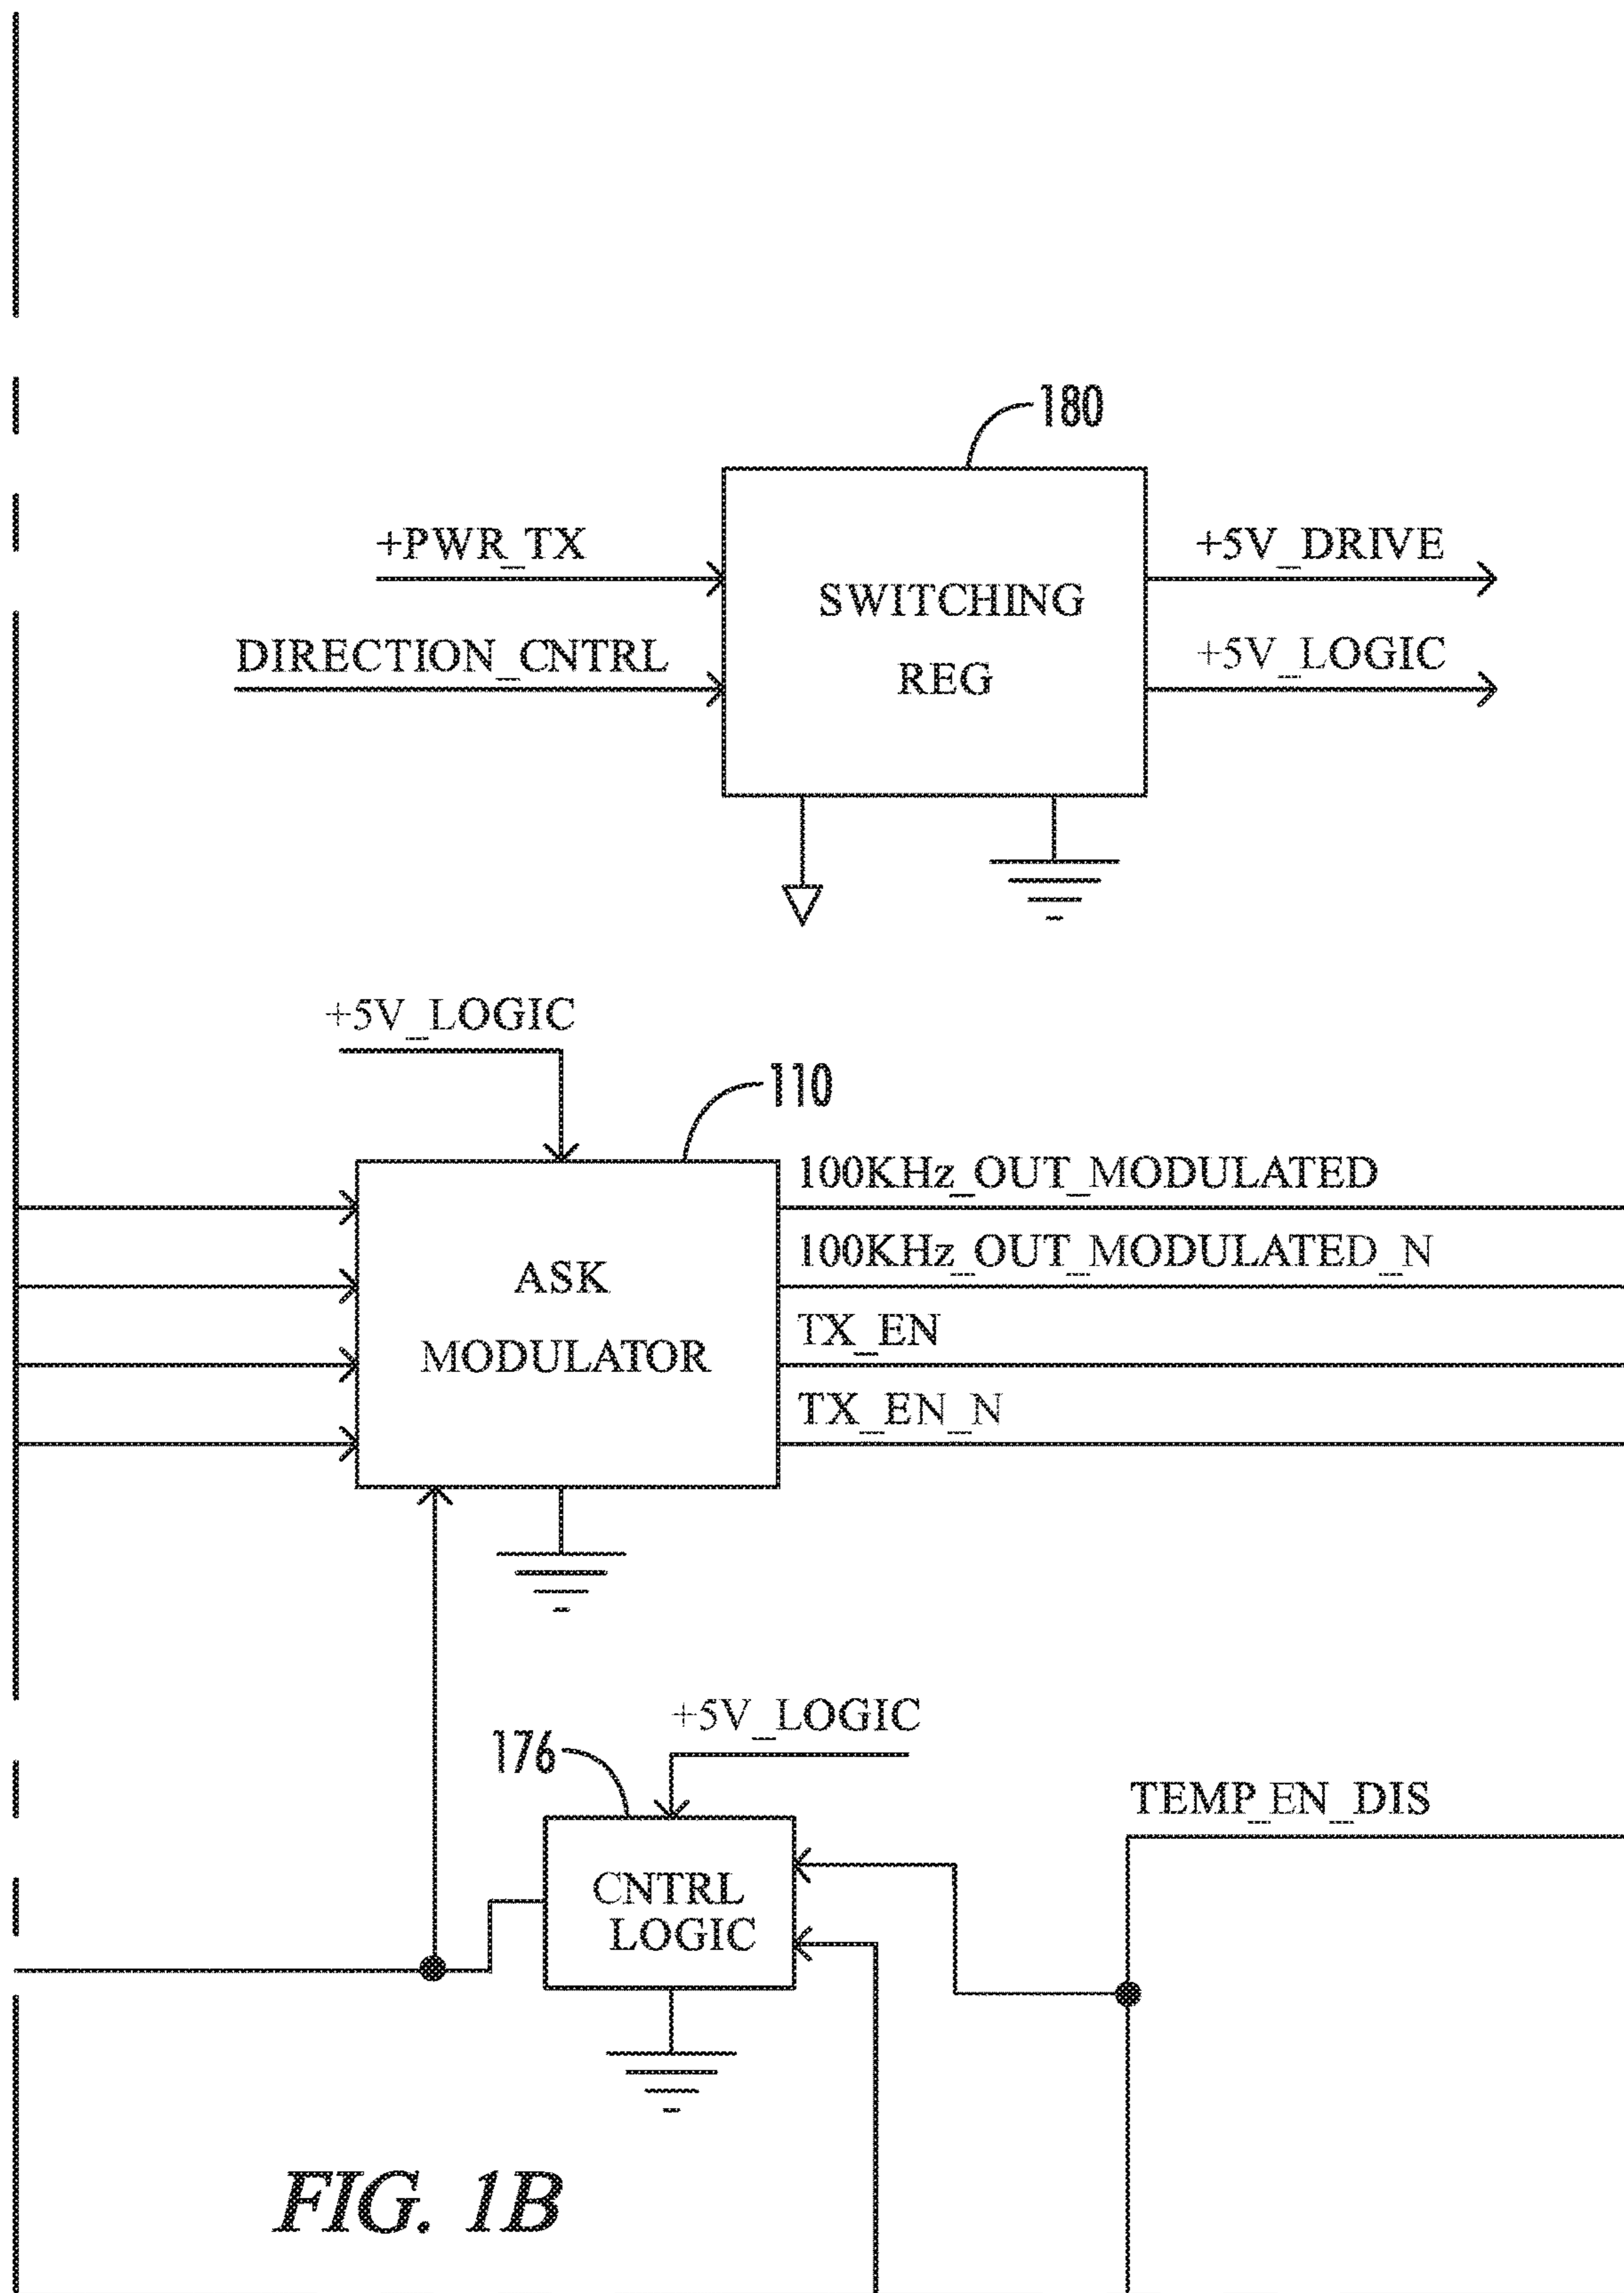 180
+PWR_TX
+5V_DRIVE
SWITCHING
DIRECTION_CNTRL
+5V_LOGIC
REG
+5V_LOGIC
110
100KHz_OUT_MODULATED
100KHz_OUT_MODULATED_N
ASK
TX_EN
MODULATOR
TX_EN_N
+5V_LOGIC
176
TEMP_EN_DIS
CNTRL
LOGIC
FIG. 1B